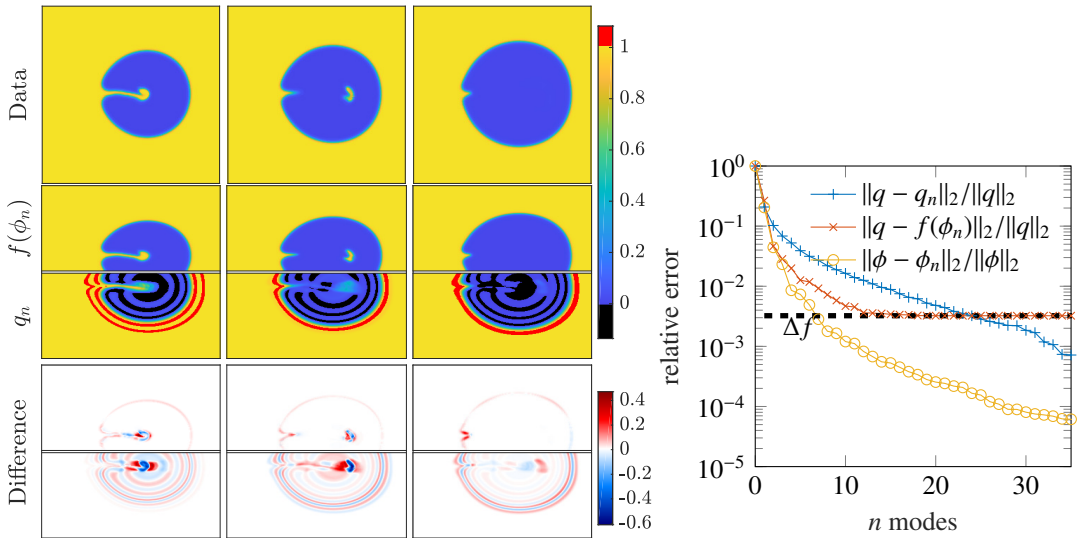 Data
f(ϕₙ)
qₙ
Difference
1
0.8
0.6
0.4
0.2
0
0.4
0.2
0
-0.2
-0.4
-0.6
relative error
10⁰
10⁻¹
10⁻²
10⁻³
10⁻⁴
10⁻⁵
‖q − qₙ‖₂/‖q‖₂
‖q − f(ϕₙ)‖₂/‖q‖₂
‖ϕ − ϕₙ‖₂/‖ϕ‖₂
Δf
0 10 20 30
n modes